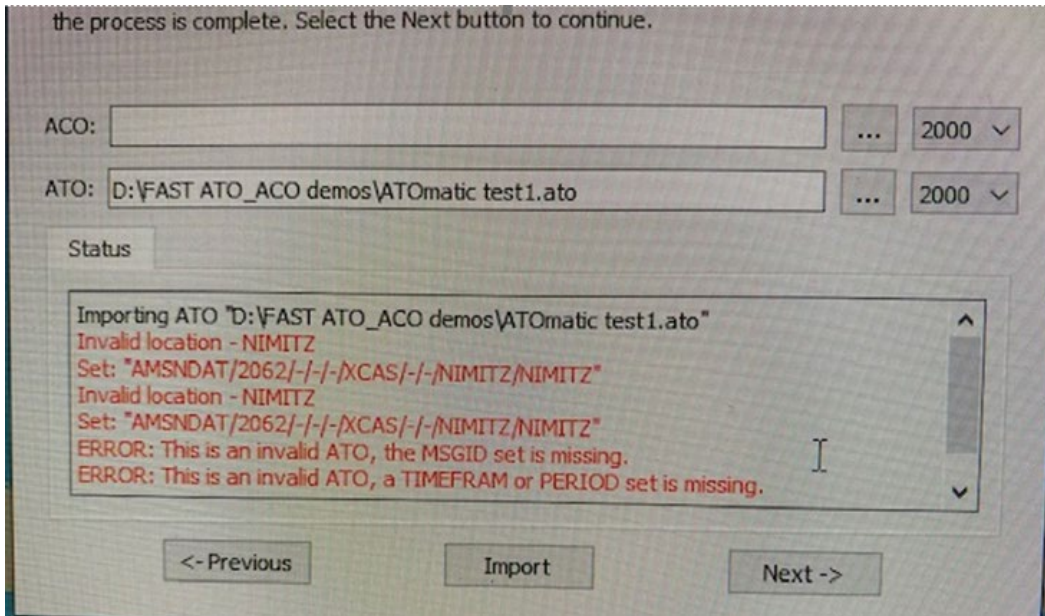 the process is complete. Select the Next button to continue.
ACO:
...
2000
ATO: D:\FAST ATO_ACO demos\ATOmatic test1.ato
...
2000
Status
Importing ATO "D:\FAST ATO_ACO demos\ATOmatic test1.ato"
Invalid location - NIMITZ
Set: "AMSNDAT/2062/-/-/-/XCAS/-/-/NIMITZ/NIMITZ"
Invalid location - NIMITZ
Set: "AMSNDAT/2062/-/-/-/XCAS/-/-/NIMITZ/NIMITZ"
ERROR: This is an invalid ATO, the MSGID set is missing.
ERROR: This is an invalid ATO, a TIMEFRAM or PERIOD set is missing.
<- Previous
Import
Next ->